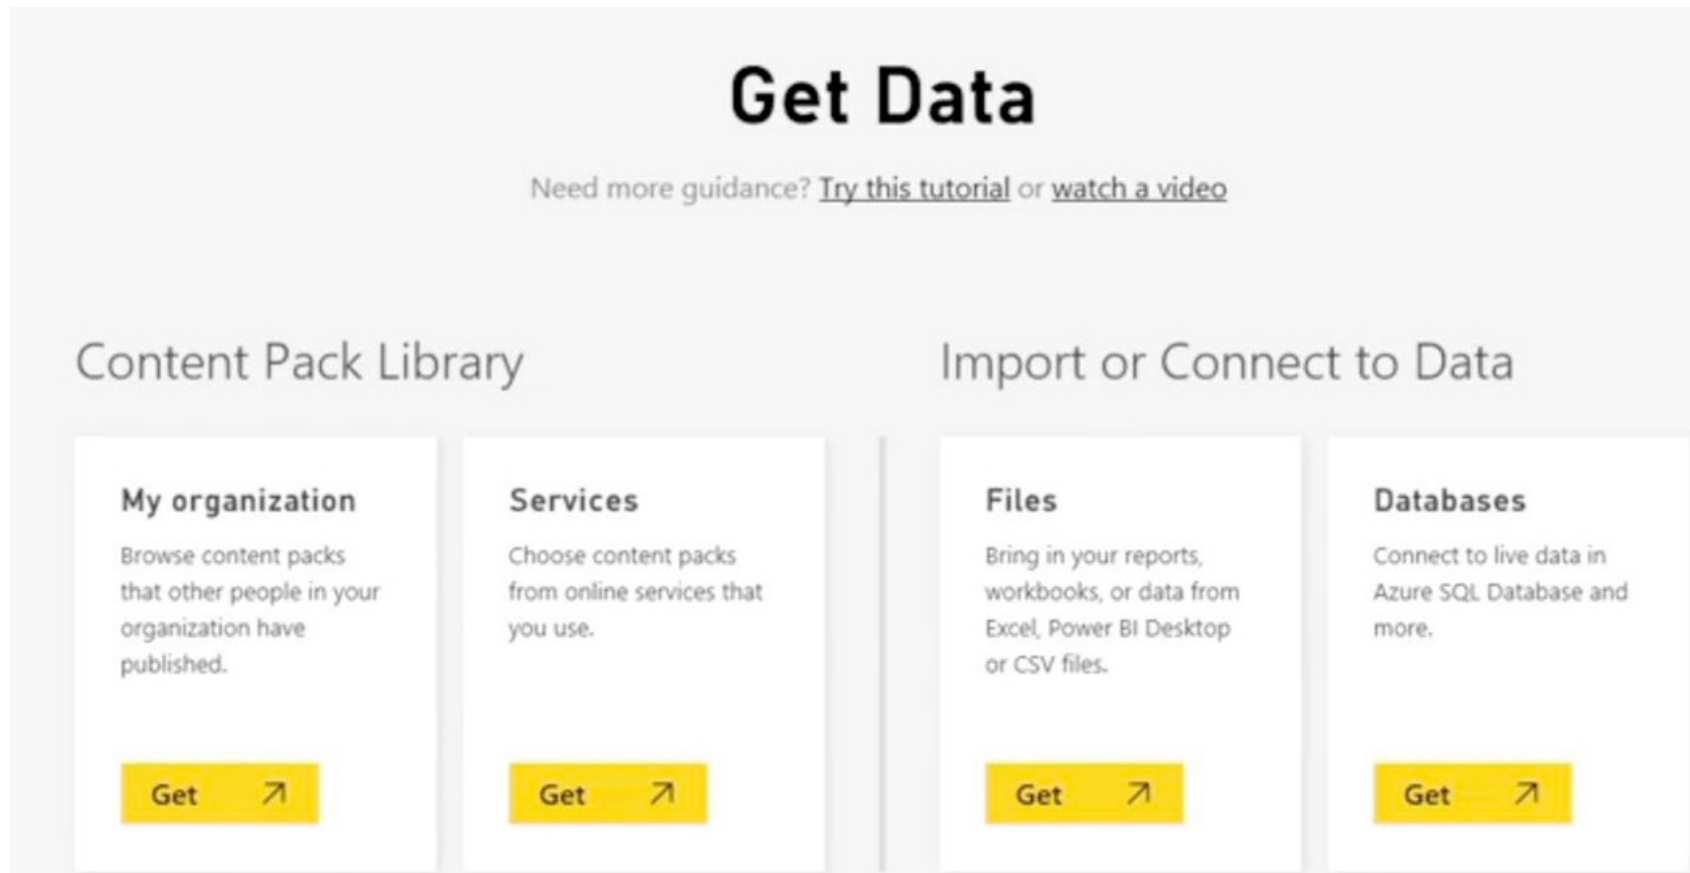 Get Data
Need more guidance? Try this tutorial or watch a video
Content Pack Library
My organization
Browse content packs
that other people in your
organization have
published.
Get
Services
Choose content packs
from online services that
you use.
Get
Import or Connect to Data
Files
Bring in your reports,
workbooks, or data from
Excel, Power BI Desktop
or CSV files.
Get
Databases
Connect to live data in
Azure SQL Database and
more.
Get